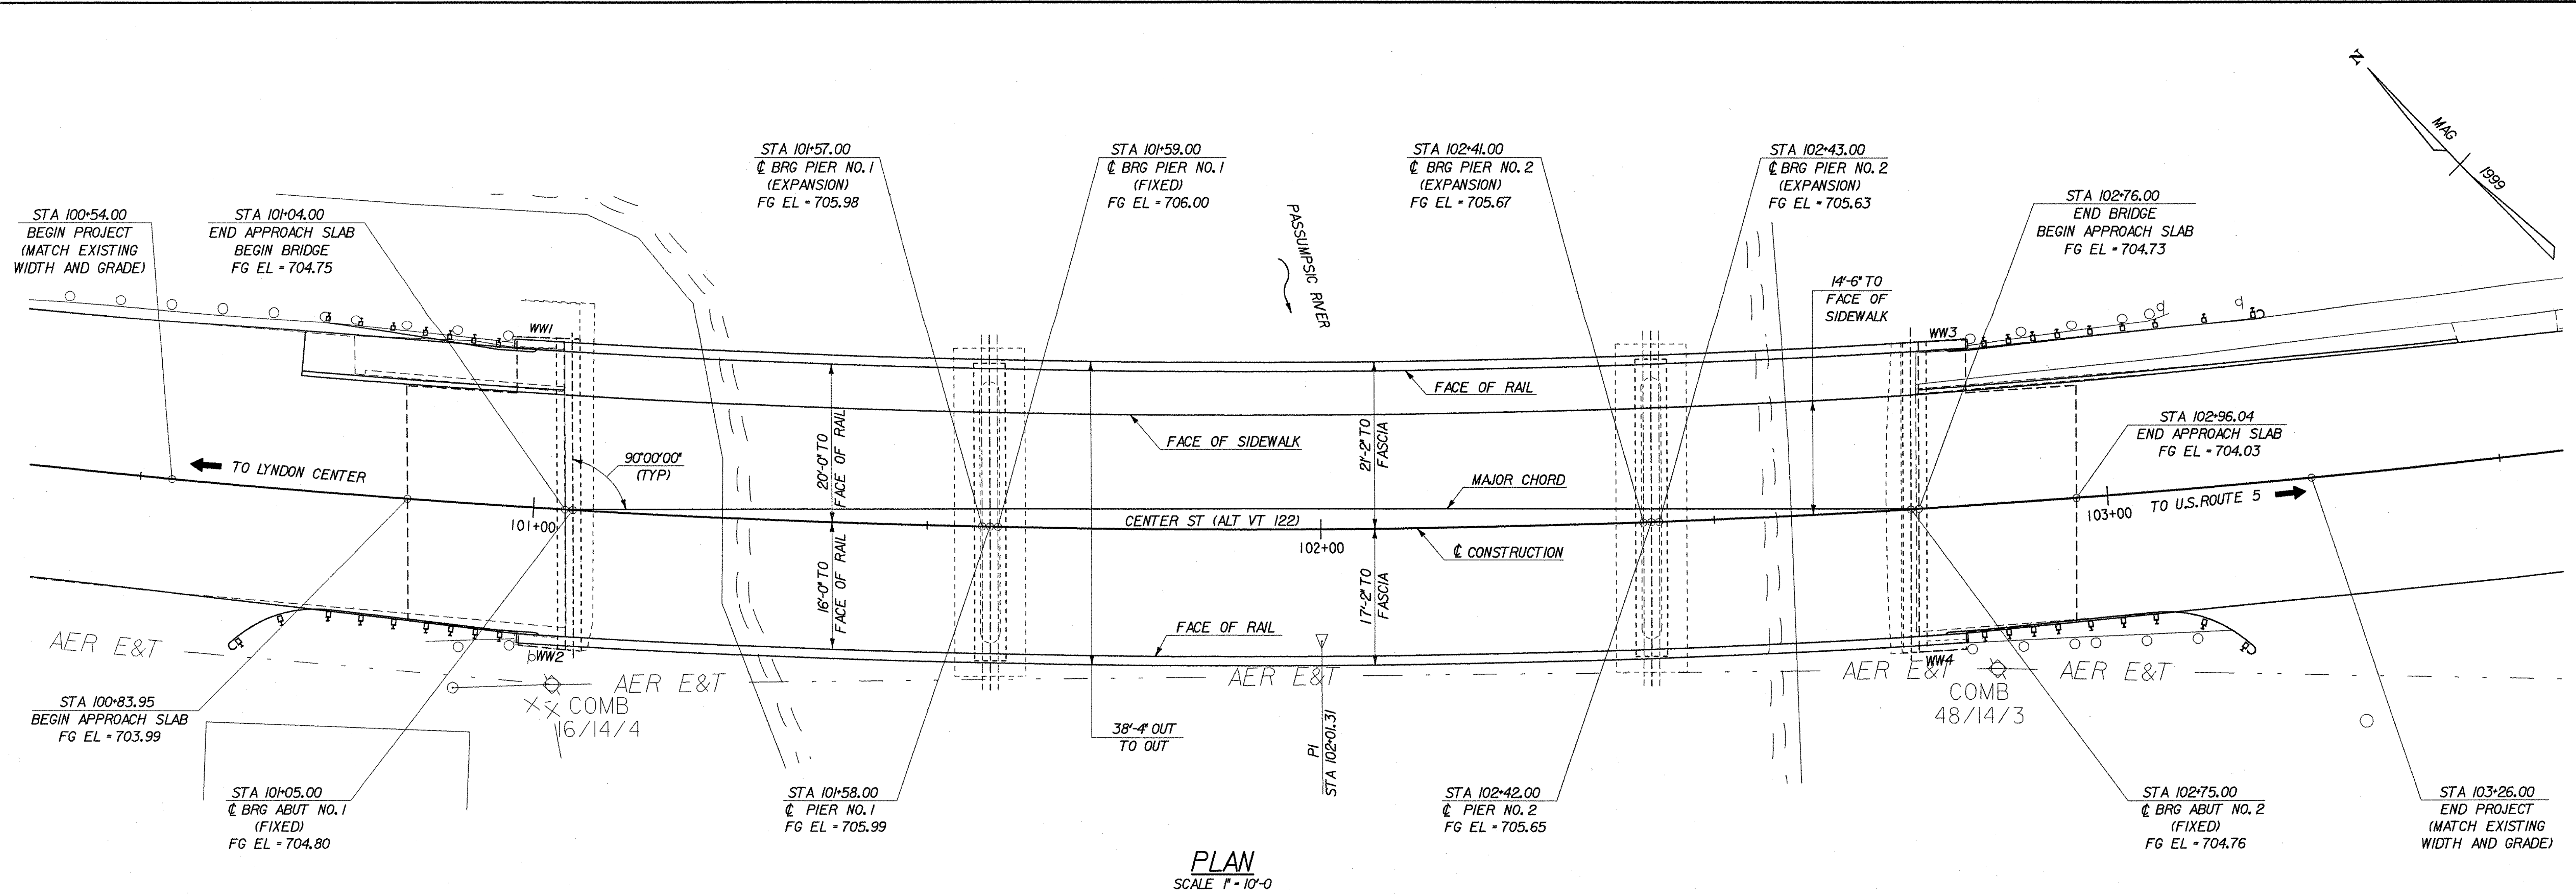 N
MAG
1999
STA 100+54.00
BEGIN PROJECT
(MATCH EXISTING
WIDTH AND GRADE)
STA 101+04.00
END APPROACH SLAB
BEGIN BRIDGE
FG EL = 704.75
STA 101+57.00
℄ BRG PIER NO. 1
(EXPANSION)
FG EL = 705.98
STA 101+59.00
℄ BRG PIER NO. 1
(FIXED)
FG EL = 706.00
PASSUMPSIC RIVER
STA 102+41.00
℄ BRG PIER NO. 2
(EXPANSION)
FG EL = 705.67
STA 102+43.00
℄ BRG PIER NO. 2
(EXPANSION)
FG EL = 705.63
STA 102+76.00
END BRIDGE
BEGIN APPROACH SLAB
FG EL = 704.73
14'-6" TO
FACE OF
SIDEWALK
WW1
WW3
FACE OF RAIL
FACE OF SIDEWALK
20'-0" TO
FACE OF RAIL
21'-2" TO
FASCIA
STA 102+96.04
END APPROACH SLAB
FG EL = 704.03
TO LYNDON CENTER
90°00'00"
(TYP)
MAJOR CHORD
101+00
CENTER ST (ALT VT 122)
102+00
℄ CONSTRUCTION
103+00
TO U.S. ROUTE 5
16'-0" TO
FACE OF RAIL
17'-2" TO
FASCIA
FACE OF RAIL
AER E&T
WW2
AER E&T
AER E&T
AER E&T
WW4
AER E&T
COMB
16/14/4
COMB
48/14/3
STA 100+83.95
BEGIN APPROACH SLAB
FG EL = 703.99
38'-4" OUT
TO OUT
PI
STA 102+01.31
STA 101+05.00
℄ BRG ABUT NO. 1
(FIXED)
FG EL = 704.80
STA 101+58.00
℄ PIER NO. 1
FG EL = 705.99
STA 102+42.00
℄ PIER NO. 2
FG EL = 705.65
STA 102+75.00
℄ BRG ABUT NO. 2
(FIXED)
FG EL = 704.76
STA 103+26.00
END PROJECT
(MATCH EXISTING
WIDTH AND GRADE)
PLAN
SCALE 1" = 10'-0